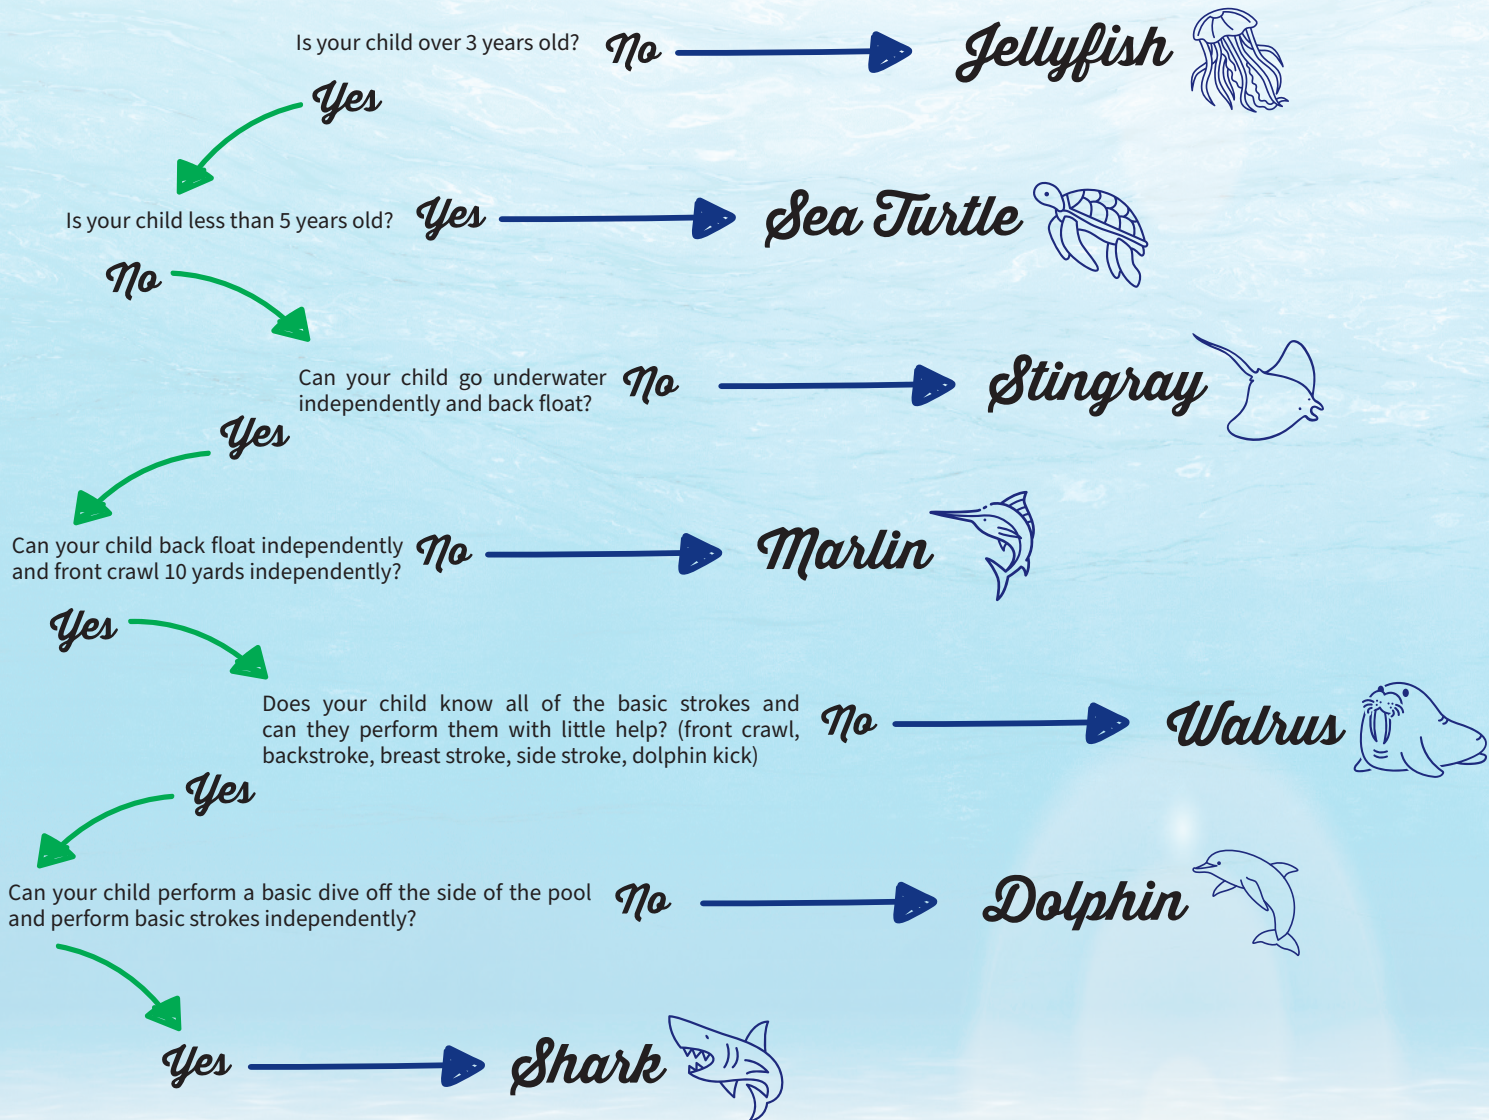 Is your child over 3 years old? No Jellyfish
Yes
Is your child less than 5 years old? Yes Sea Turtle
No
Can your child go underwater
independently and back float? No Stingray
Yes
Can your child back float independently
and front crawl 10 yards independently? No Marlin
Yes
Does your child know all of the basic strokes and
can they perform them with little help? (front crawl,
backstroke, breast stroke, side stroke, dolphin kick) No Walrus
Yes
Can your child perform a basic dive off the side of the pool
and perform basic strokes independently? No Dolphin
Yes Shark